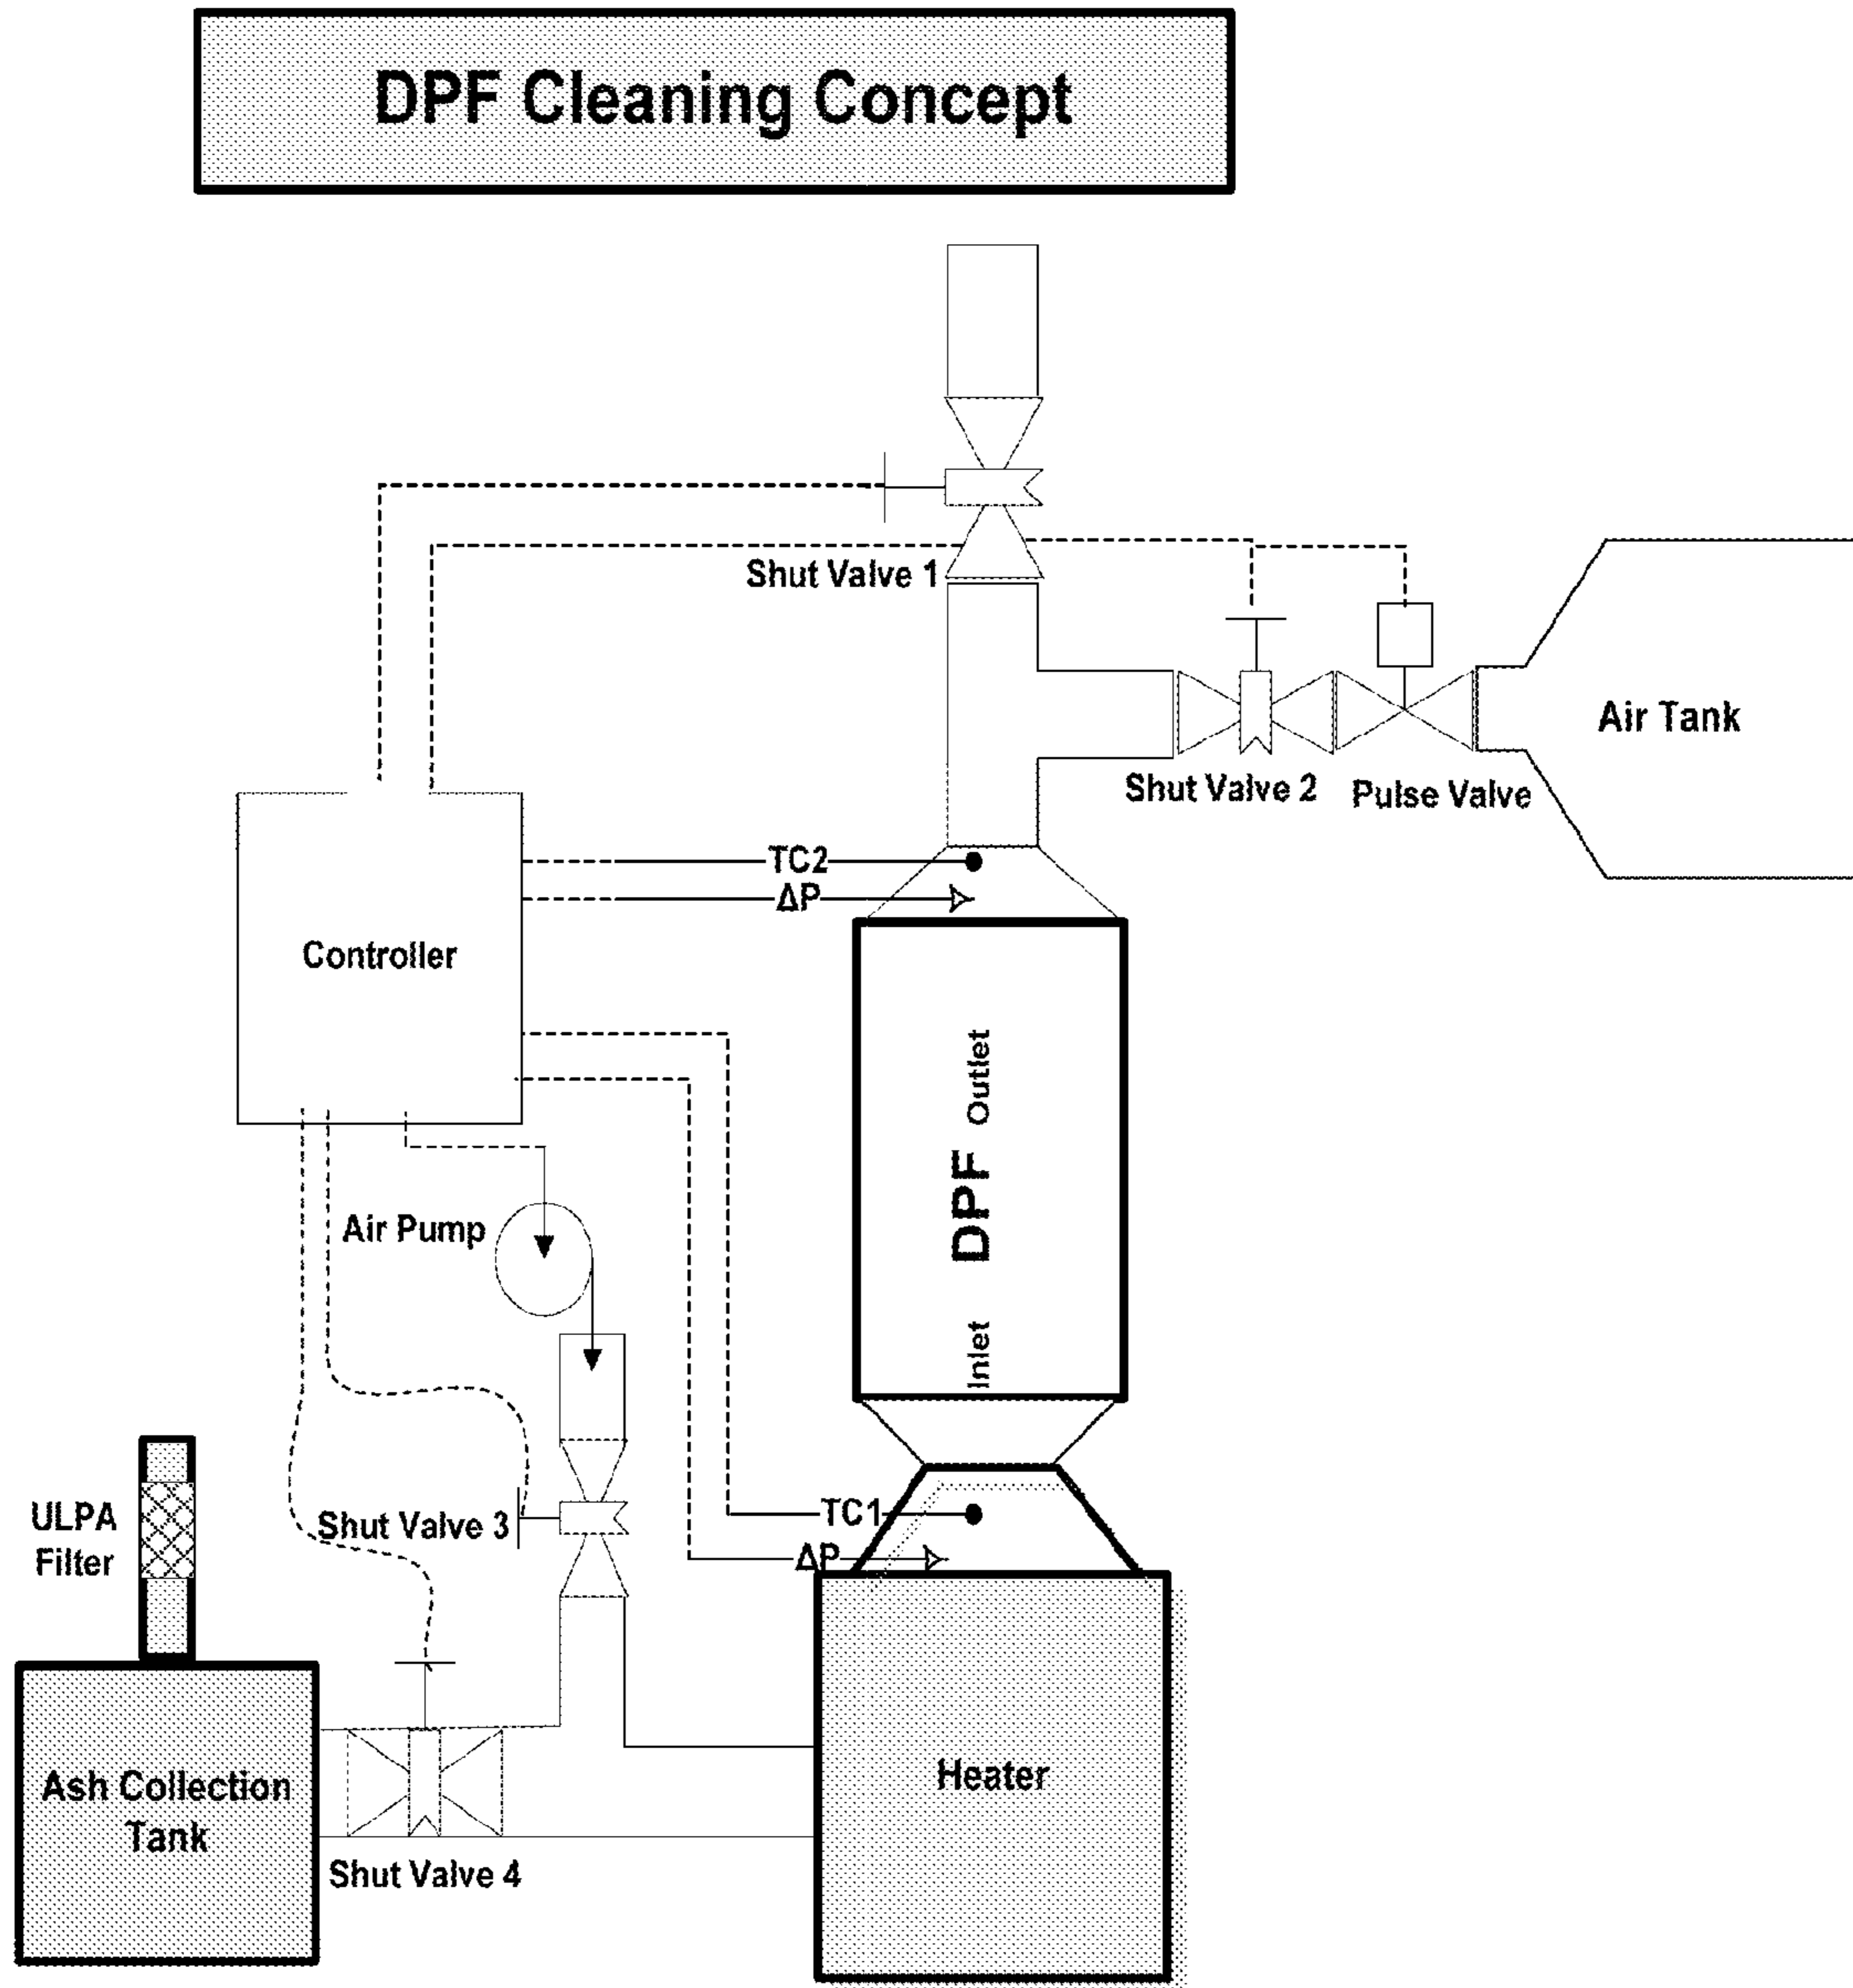 DPF Cleaning Concept
Shut Valve 1
Air Tank
Shut Valve 2
Pulse Valve
TC2
ΔP
Controller
Outlet
DPF
Inlet
Air Pump
ULPA
Filter
Shut Valve 3
TC1
ΔP
Ash Collection
Tank
Heater
Shut Valve 4